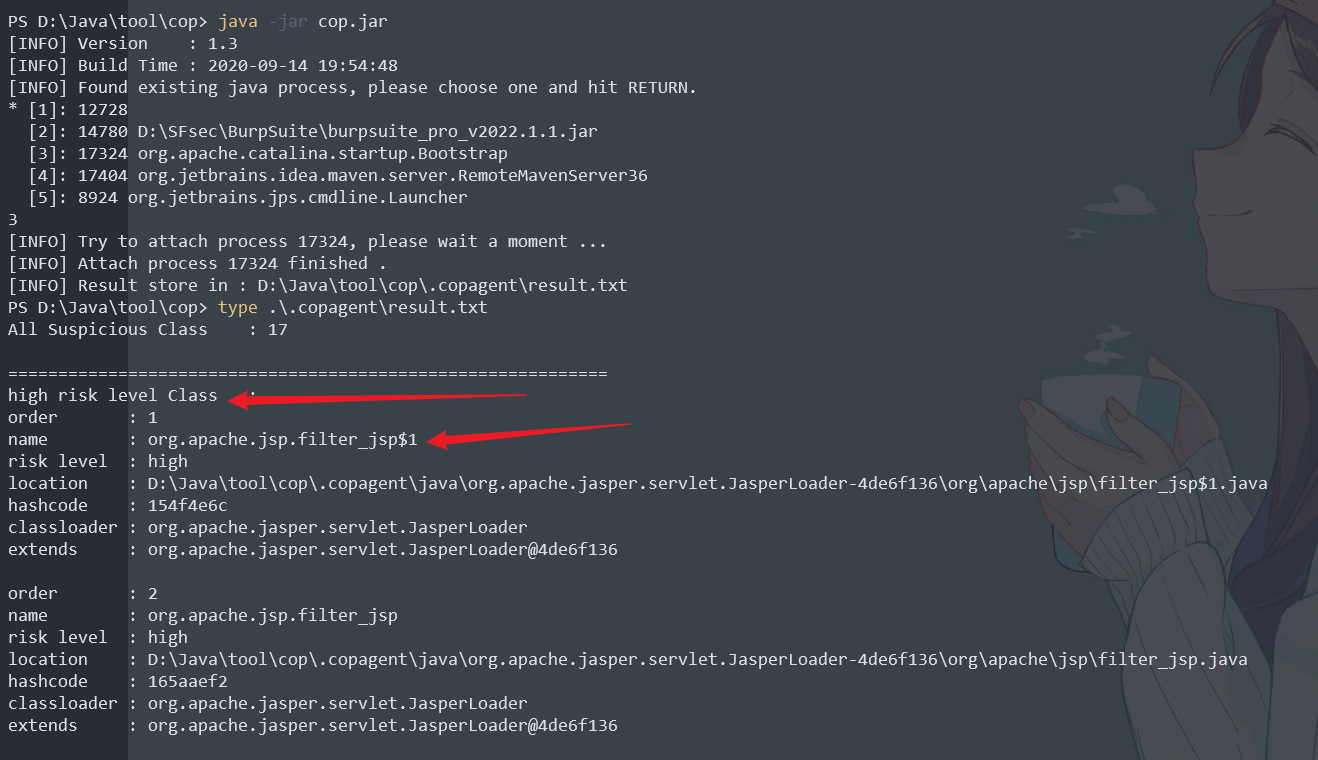 PS D:\Java\tool\cop> java -jar cop.jar
[INFO] Version    : 1.3
[INFO] Build Time : 2020-09-14 19:54:48
[INFO] Found existing java process, please choose one and hit RETURN.
* [1]: 12728
  [2]: 14780 D:\SFsec\BurpSuite\burpsuite_pro_v2022.1.1.jar
  [3]: 17324 org.apache.catalina.startup.Bootstrap
  [4]: 17404 org.jetbrains.idea.maven.server.RemoteMavenServer36
  [5]: 8924 org.jetbrains.jps.cmdline.Launcher
3
[INFO] Try to attach process 17324, please wait a moment ...
[INFO] Attach process 17324 finished .
[INFO] Result store in : D:\Java\tool\cop\.copagent\result.txt
PS D:\Java\tool\cop> type .\.copagent\result.txt
All Suspicious Class    : 17
============================================================
high risk level Class   :
order       : 1
name        : org.apache.jsp.filter_jsp$1
risk level  : high
location    : D:\Java\tool\cop\.copagent\java\org.apache.jasper.servlet.JasperLoader-4de6f136\org\apache\jsp\filter_jsp$1.java
hashcode    : 154f4e6c
classloader : org.apache.jasper.servlet.JasperLoader
extends     : org.apache.jasper.servlet.JasperLoader@4de6f136
order       : 2
name        : org.apache.jsp.filter_jsp
risk level  : high
location    : D:\Java\tool\cop\.copagent\java\org.apache.jasper.servlet.JasperLoader-4de6f136\org\apache\jsp\filter_jsp.java
hashcode    : 165aaef2
classloader : org.apache.jasper.servlet.JasperLoader
extends     : org.apache.jasper.servlet.JasperLoader@4de6f136